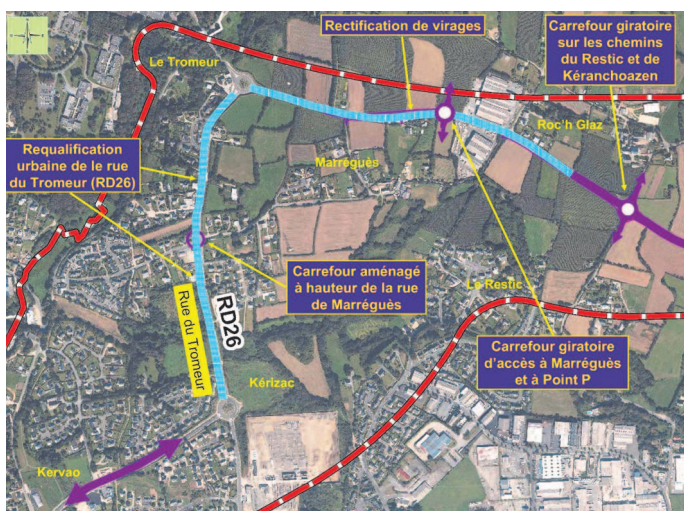 Rectification de virages
Carrefour giratoire
sur les chemins
du Restic et de
Kéranchoazen
Le Tromeur
Roc'h Glaz
Requalification
urbaine de la rue
du Tromeur (RD26)
Marréguès
Carrefour aménagé
à hauteur de la rue
de Marréguès
Le Restic
RD26
Rue du Tromeur
Carrefour giratoire
d'accès à Marréguès
et à Point P
Kérizac
Kervao